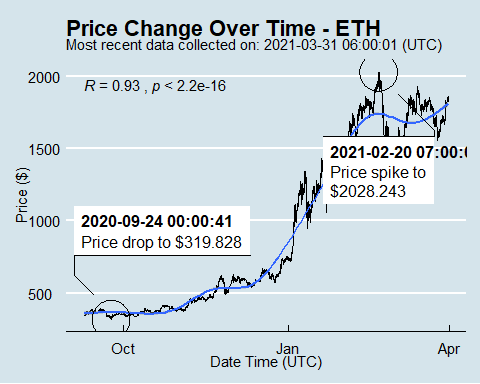 Price Change Over Time - ETH
Most recent data collected on: 2021-03-31 06:00:01 (UTC)
R = 0.93 , p < 2.2e-16
2000
1500
1000
500
Price ($)
2021-02-20 07:00:0
Price spike to
$2028.243
2020-09-24 00:00:41
Price drop to $319.828
Oct
Jan
Apr
Date Time (UTC)